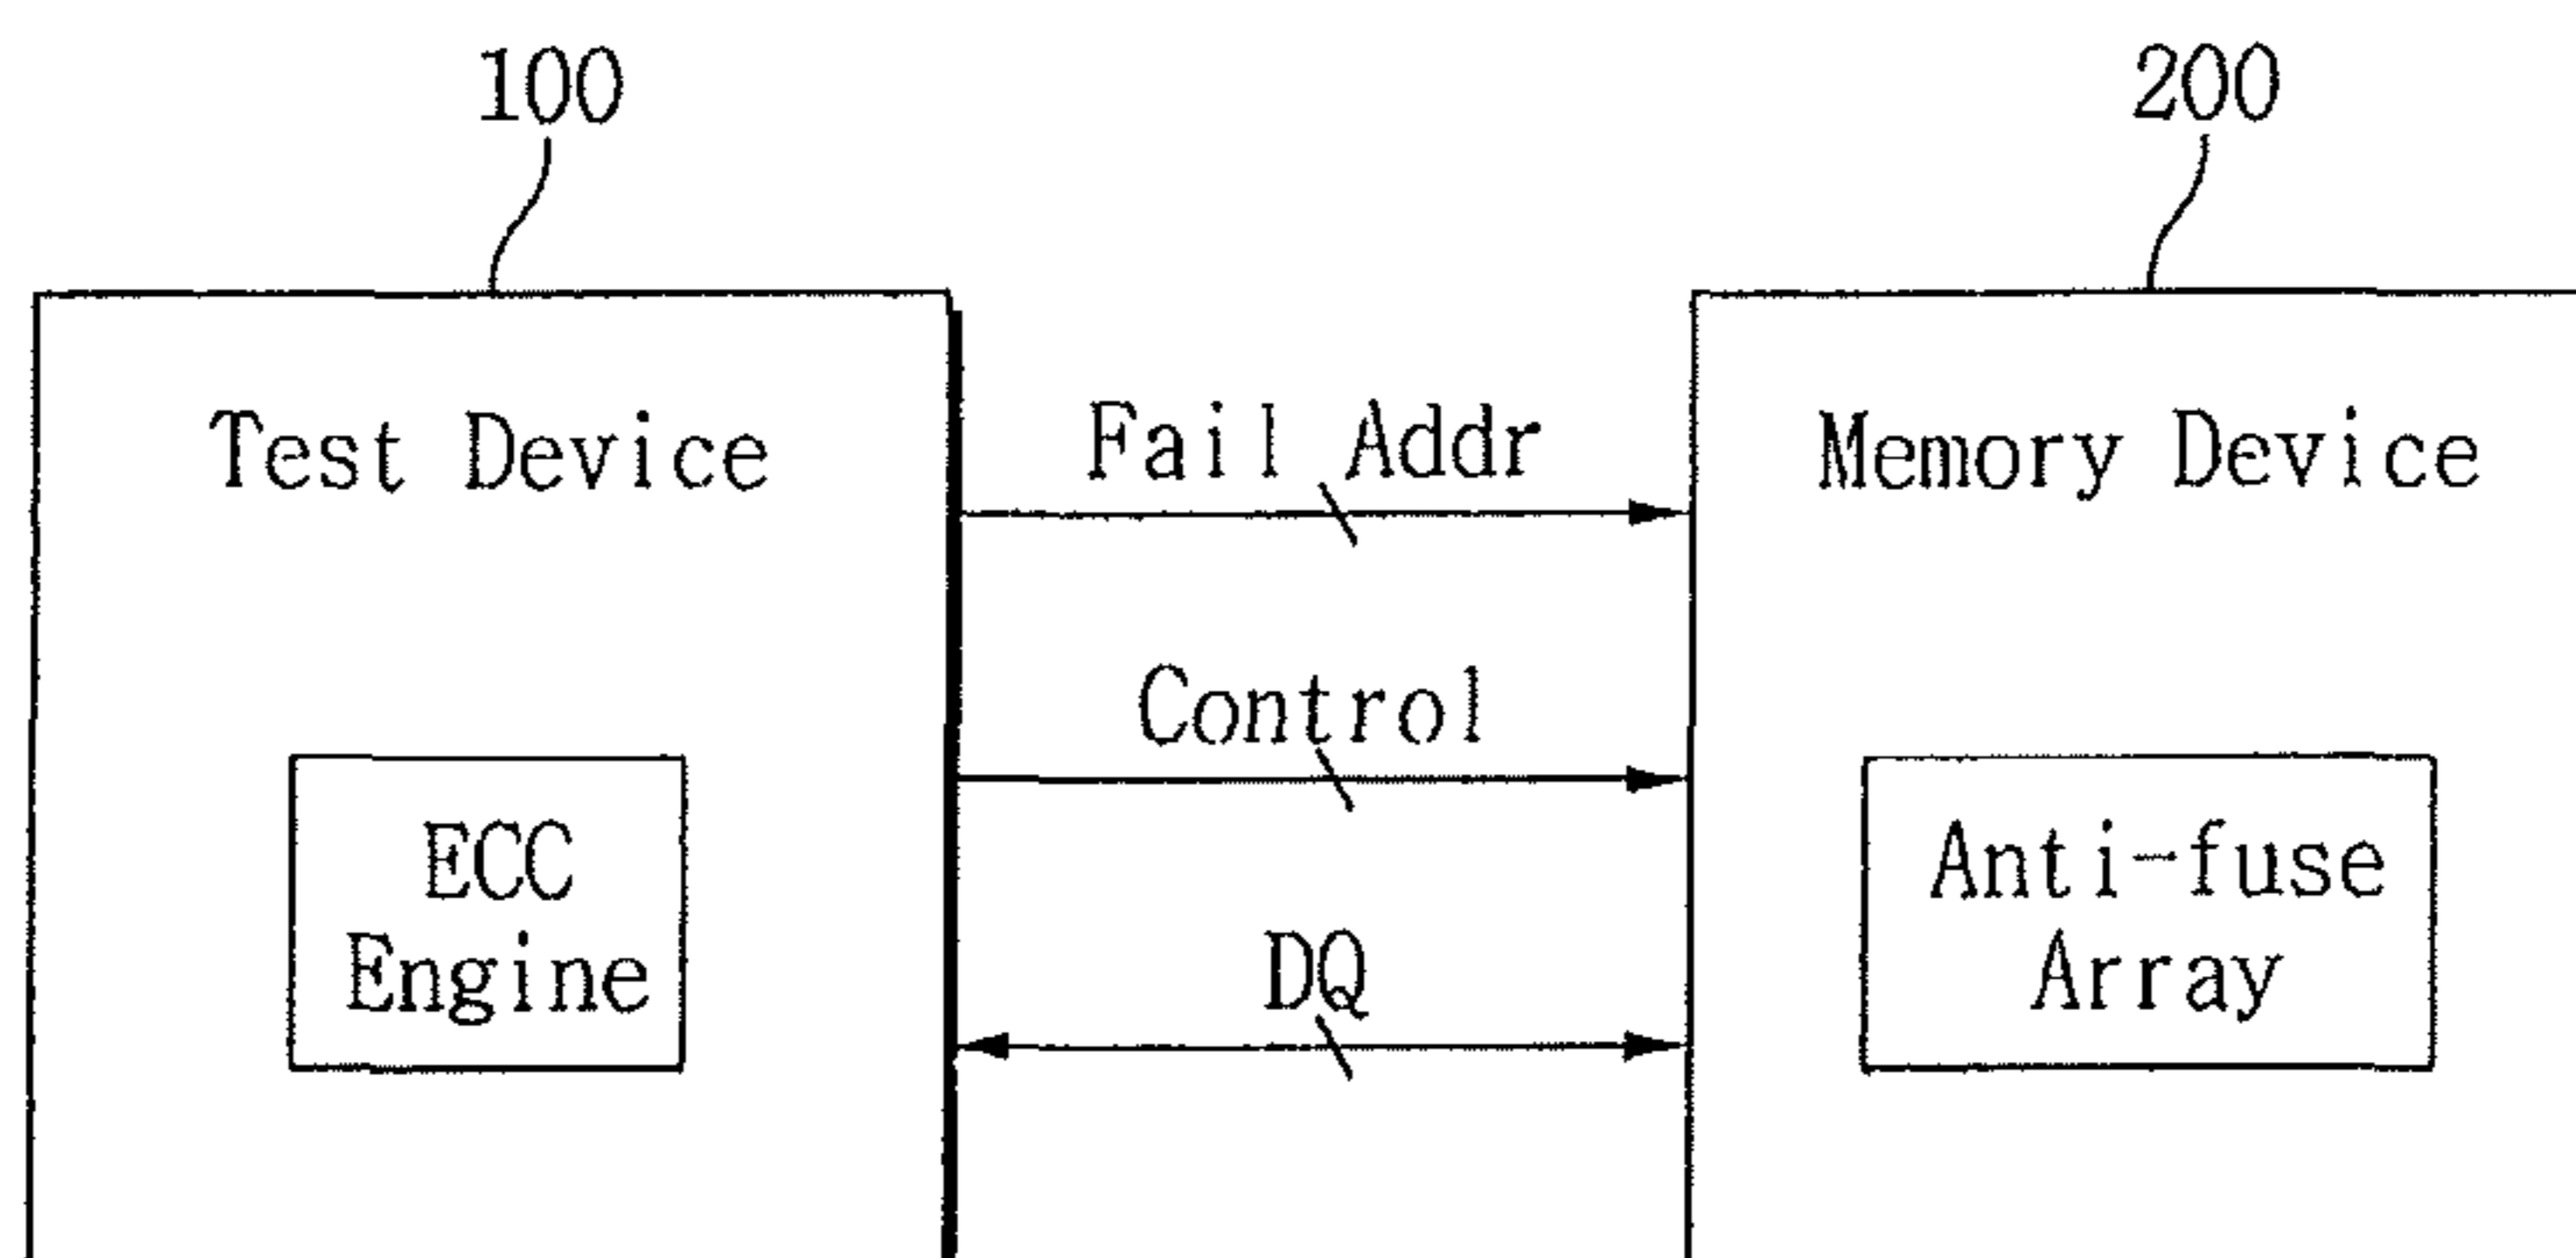 100
200
Test Device
Fail Addr
Memory Device
Control
ECC
Engine
Anti-fuse
Array
DQ